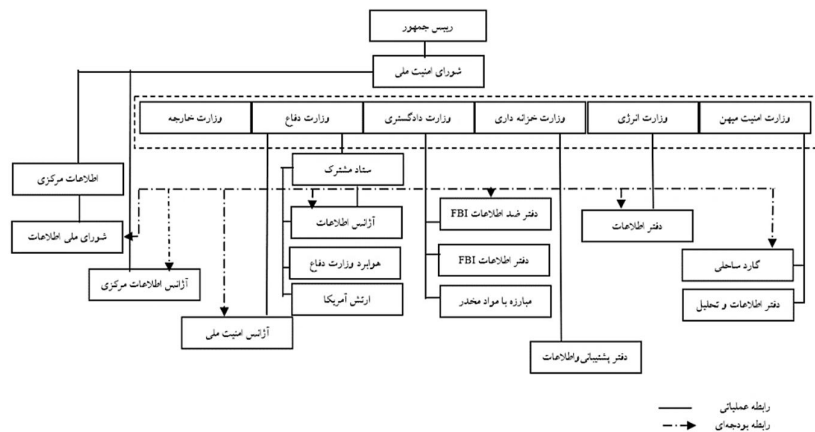 رییس جمهور
شورای امنیت ملی
وزارت امنیت میهن
وزارت انرژی
وزارت خزانه داری
وزارت دادگستری
وزارت دفاع
وزارت خارجه
ستاد مشترک
اطلاعات مرکزی
دفتر ضد اطلاعات FBI
آژانس اطلاعات
دفتر اطلاعات
شورای ملی اطلاعات
گارد ساحلی
دفتر اطلاعات FBI
هوابرد وزارت دفاع
آژانس اطلاعات مرکزی
دفتر اطلاعات و تحلیل
مبارزه با مواد مخدر
ارتش آمریکا
آژانس امنیت ملی
دفتر پشتیبانی واطلاعات
رابطه عملیاتی
رابطه بودجه‌ای